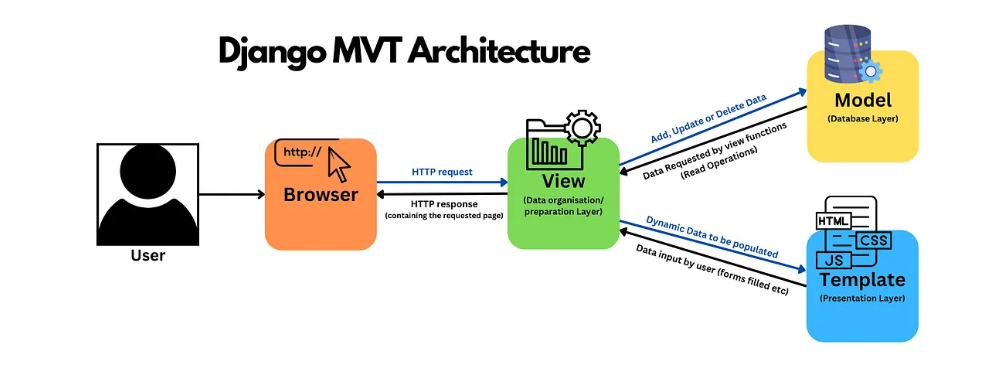 Django MVT Architecture
User
http://
Browser
HTTP request
HTTP response
(containing the requested page)
View
(Data organisation/
preparation Layer)
Add, Update or Delete Data
Data Requested by view functions
(Read Operations)
Model
(Database Layer)
Dynamic Data to be populated
Data input by user (forms filled etc)
HTML
CSS
JS
Template
(Presentation Layer)